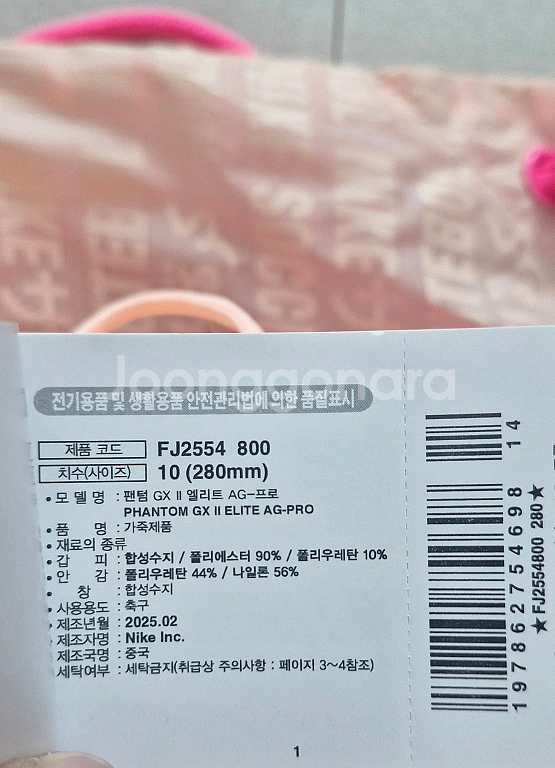 Joonggonara
전기용품 및 생활용품 안전관리법에 의한 품질표시
제품 코드 FJ2554 800
치수(사이즈) 10 (280mm)
• 모 델 명 : 팬텀 GX II 엘리트 AG-프로
PHANTOM GX II ELITE AG-PRO
• 품 명 : 가죽제품
• 재료의 종류
• 갑 피 : 합성수지 / 폴리에스터 90% / 폴리우레탄 10%
• 안 감 : 폴리우레탄 44% / 나일론 56%
• 창 : 합성수지
• 사용용도 : 축구
• 제조년월 : 2025.02
• 제조자명 : Nike Inc.
• 제조국명 : 중국
• 세탁여부 : 세탁금지(취급상 주의사항 : 페이지 3~4참조)
1
197862754698 14
★FJ2554800 280★